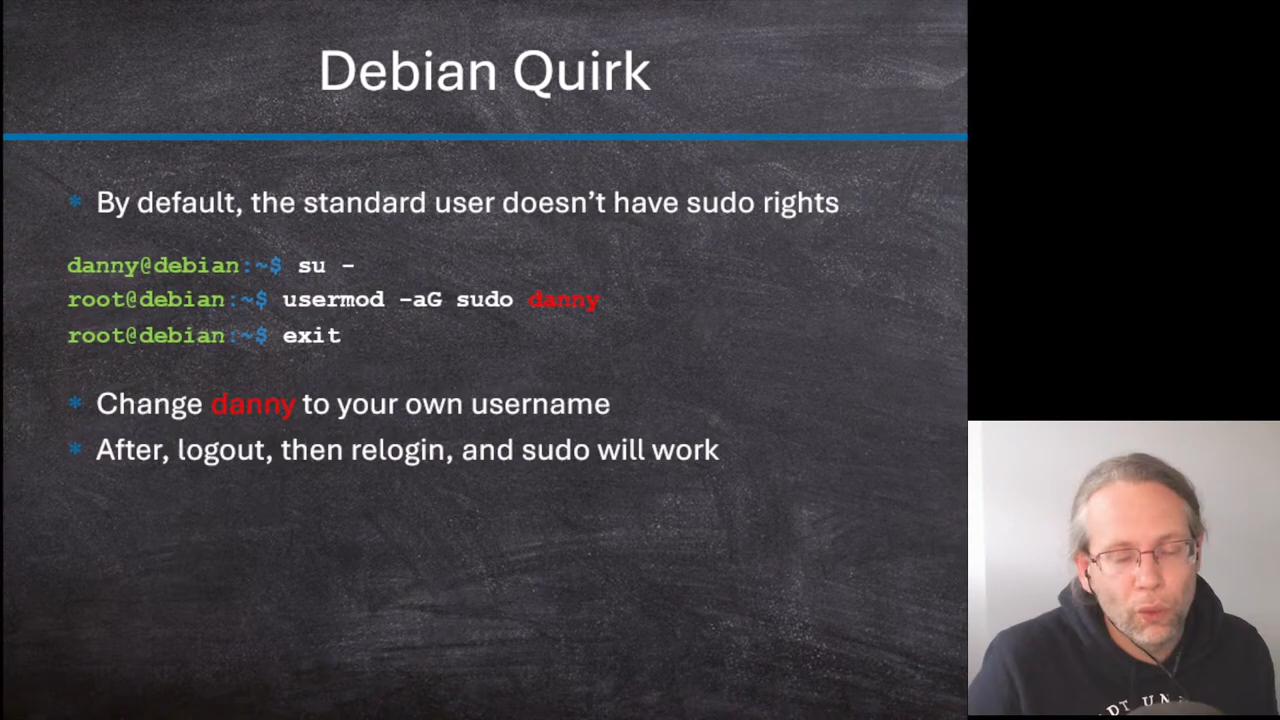 Debian Quirk
* By default, the standard user doesn’t have sudo rights
danny@debian:~$ su -
root@debian:~$ usermod -aG sudo danny
root@debian:~$ exit
* Change danny to your own username
* After, logout, then relogin, and sudo will work